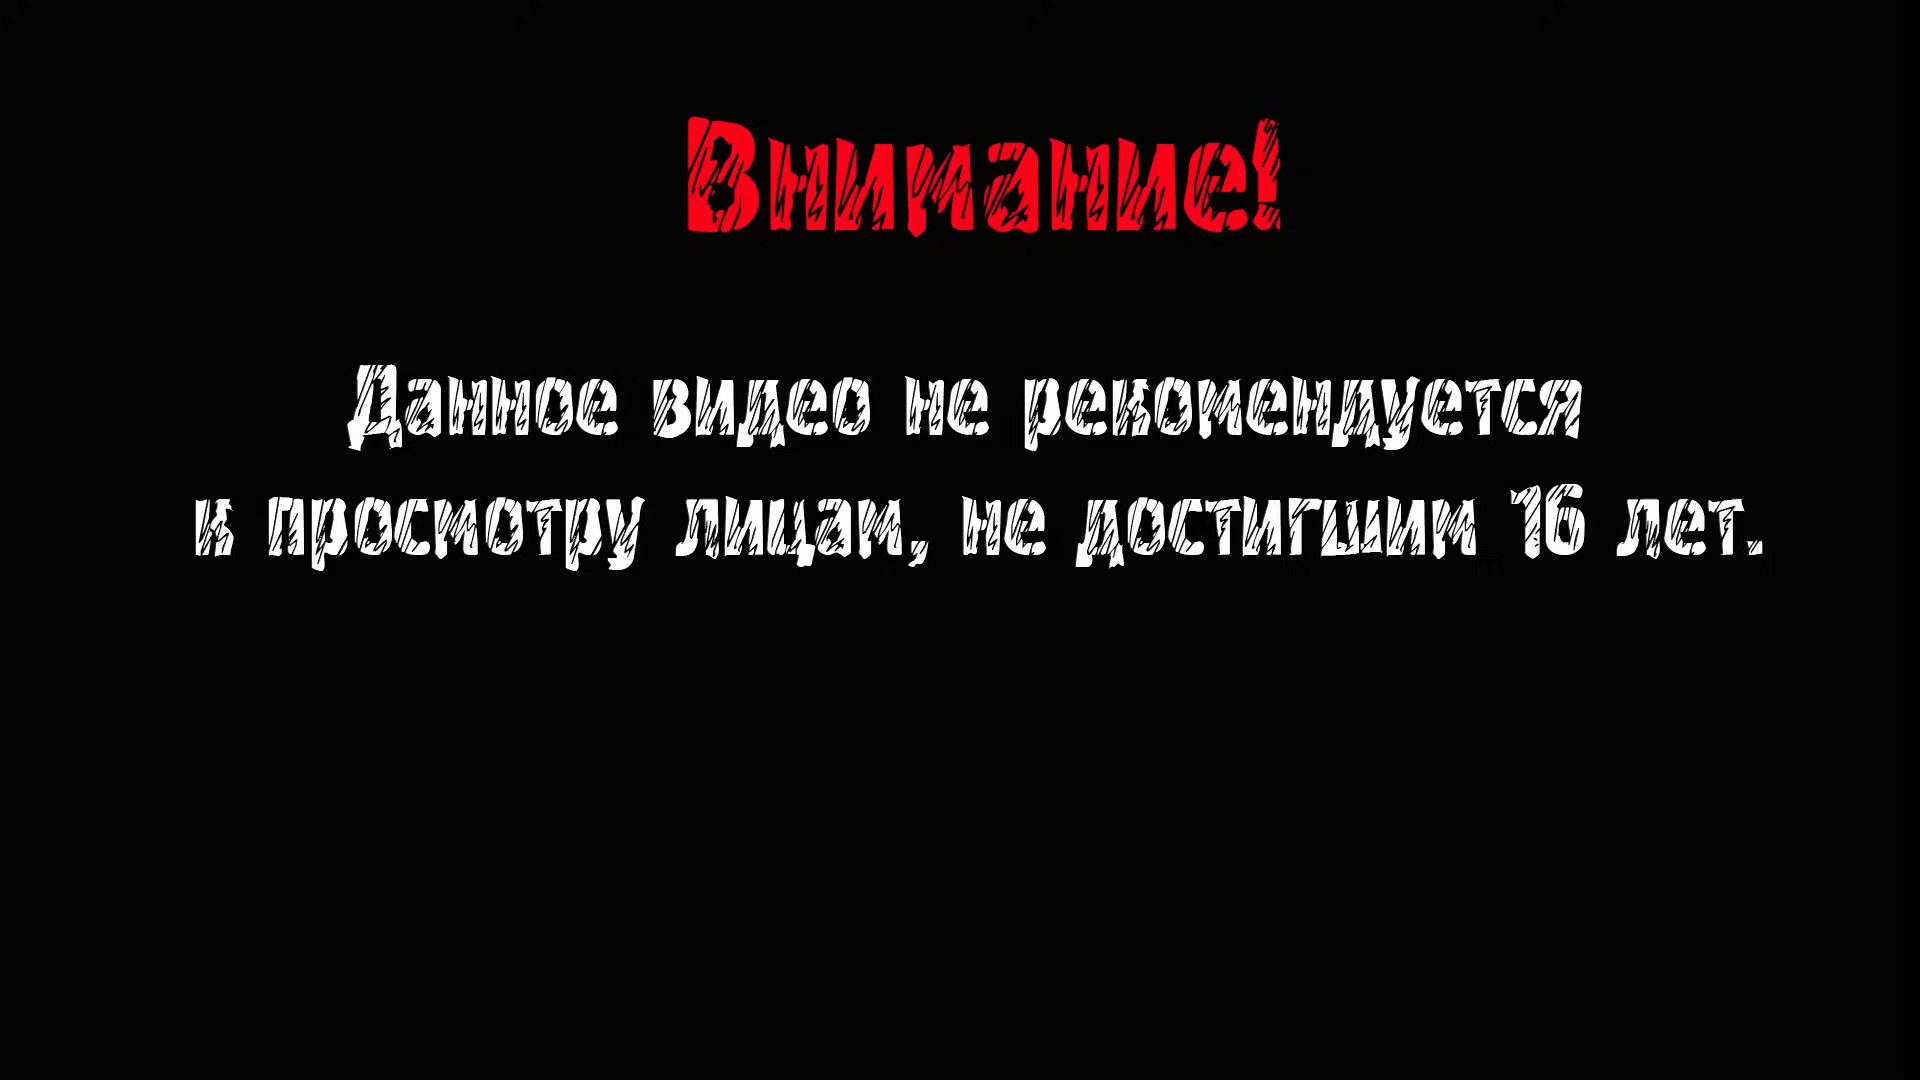 Внимание!
Данное видео не рекомендуется
к просмотру лицам, не достигшим 16 лет.